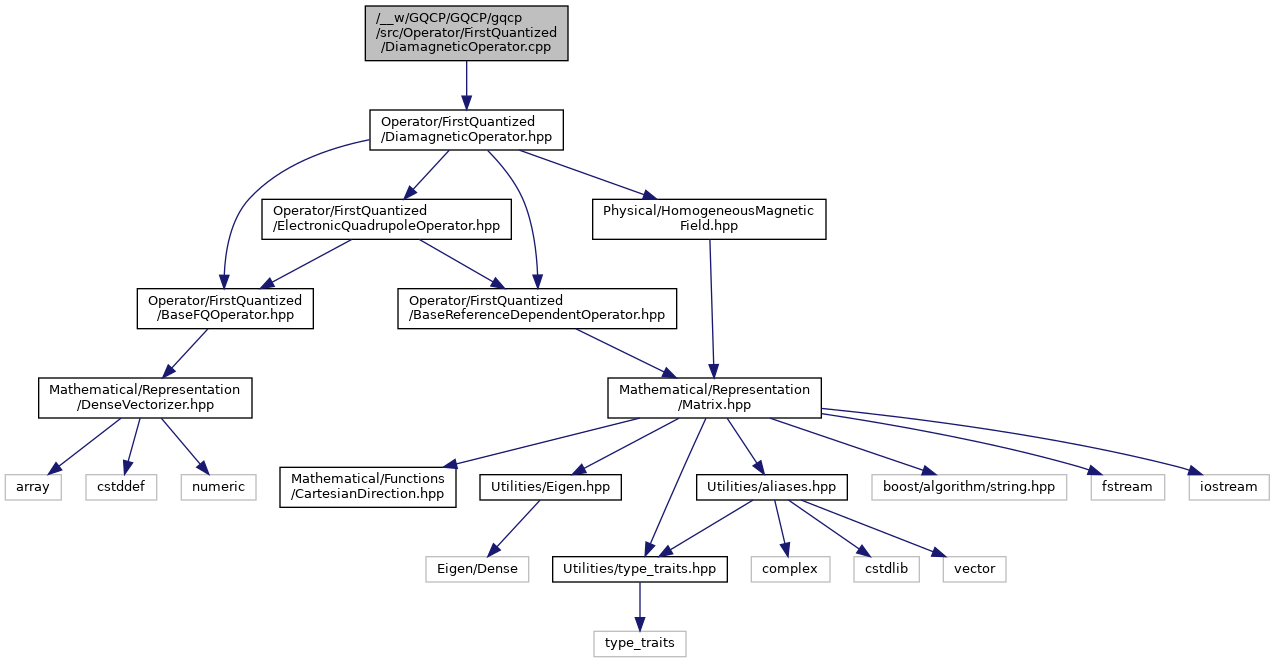 /__w/GQCP/GQCP/gqcp
/src/Operator/FirstQuantized
/DiamagneticOperator.cpp
Operator/FirstQuantized
/DiamagneticOperator.hpp
Operator/FirstQuantized
/ElectronicQuadrupoleOperator.hpp
Physical/HomogeneousMagnetic
Field.hpp
Operator/FirstQuantized
/BaseFQOperator.hpp
Operator/FirstQuantized
/BaseReferenceDependentOperator.hpp
Mathematical/Representation
/DenseVectorizer.hpp
Mathematical/Representation
/Matrix.hpp
array
cstddef
numeric
Mathematical/Functions
/CartesianDirection.hpp
Utilities/Eigen.hpp
Utilities/aliases.hpp
boost/algorithm/string.hpp
fstream
iostream
Eigen/Dense
Utilities/type_traits.hpp
complex
cstdlib
vector
type_traits